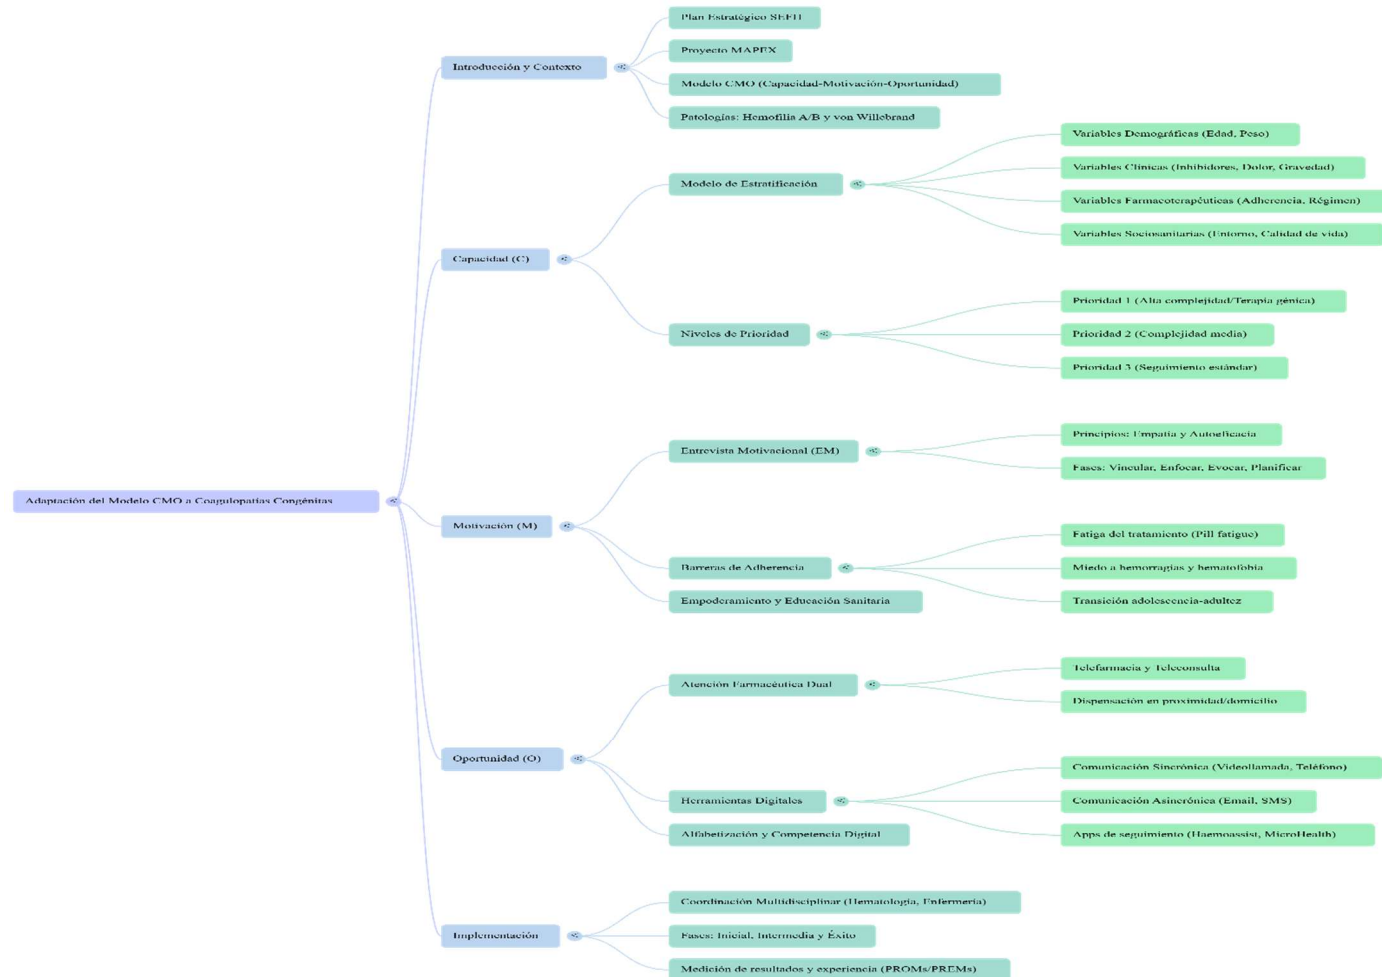 Adaptación del Modelo CMO a Coagulopatías Congénitas
Introducción y Contexto
Plan Estratégico SEFH
Proyecto MAPEX
Modelo CMO (Capacidad-Motivación-Oportunidad)
Patologías: Hemofilia A/B y von Willebrand
Capacidad (C)
Modelo de Estratificación
Variables Demográficas (Edad, Peso)
Variables Clínicas (Inhibidores, Dolor, Gravedad)
Variables Farmacoterapéuticas (Adherencia, Régimen)
Variables Sociosanitarias (Entorno, Calidad de vida)
Niveles de Prioridad
Prioridad 1 (Alta complejidad/Terapia génica)
Prioridad 2 (Complejidad media)
Prioridad 3 (Seguimiento estándar)
Motivación (M)
Entrevista Motivacional (EM)
Principios: Empatía y Autoeficacia
Fases: Vincular, Enfocar, Evocar, Planificar
Barreras de Adherencia
Fatiga del tratamiento (Pill fatigue)
Miedo a hemorragias y hematofobia
Transición adolescencia-adultez
Empoderamiento y Educación Sanitaria
Oportunidad (O)
Atención Farmacéutica Dual
Telefarmacia y Teleconsulta
Dispensación en proximidad/domicilio
Herramientas Digitales
Comunicación Sincrónica (Videollamada, Teléfono)
Comunicación Asincrónica (Email, SMS)
Apps de seguimiento (Haemoassist, MicroHealth)
Alfabetización y Competencia Digital
Implementación
Coordinación Multidisciplinar (Hematología, Enfermería)
Fases: Inicial, Intermedia y Éxito
Medición de resultados y experiencia (PROMs/PREMs)